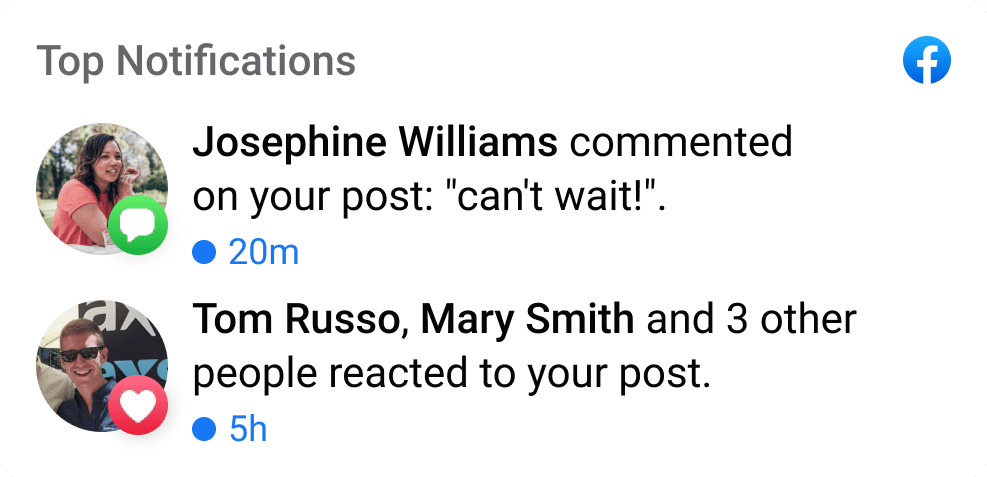 Top Notifications
Josephine Williams commented
on your post: "can't wait!".
20m
Tom Russo, Mary Smith and 3 other
people reacted to your post.
5h